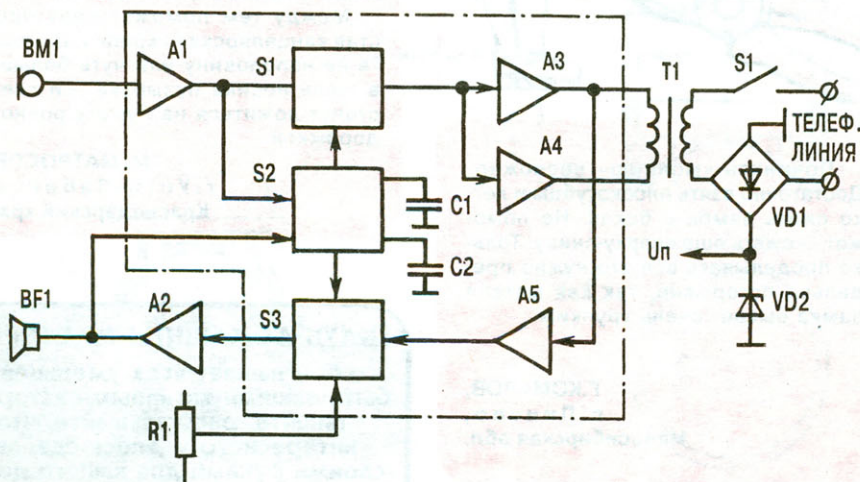 BM1
A1
S1
A3
T1
S1
ТЕЛЕФ.
ЛИНИЯ
A4
S2
C1
VD1
C2
Uп
BF1
A2
S3
A5
VD2
R1